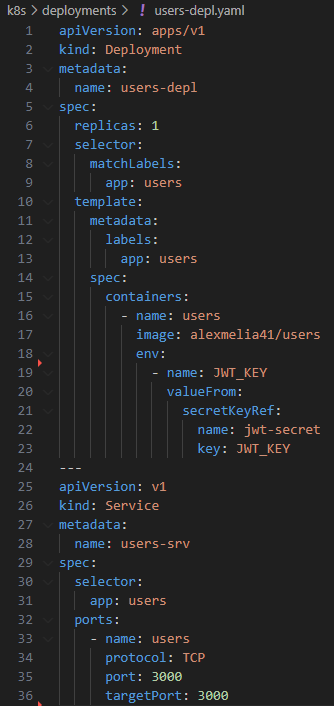 k8s > deployments > ! users-depl.yaml
1 apiVersion: apps/v1
2 kind: Deployment
3 metadata:
4   name: users-depl
5 spec:
6   replicas: 1
7   selector:
8     matchLabels:
9       app: users
10   template:
11     metadata:
12       labels:
13         app: users
14     spec:
15       containers:
16         - name: users
17           image: alexmelia41/users
18           env:
19             - name: JWT_KEY
20               valueFrom:
21                 secretKeyRef:
22                   name: jwt-secret
23                   key: JWT_KEY
24 ---
25 apiVersion: v1
26 kind: Service
27 metadata:
28   name: users-srv
29 spec:
30   selector:
31     app: users
32   ports:
33     - name: users
34       protocol: TCP
35       port: 3000
36       targetPort: 3000